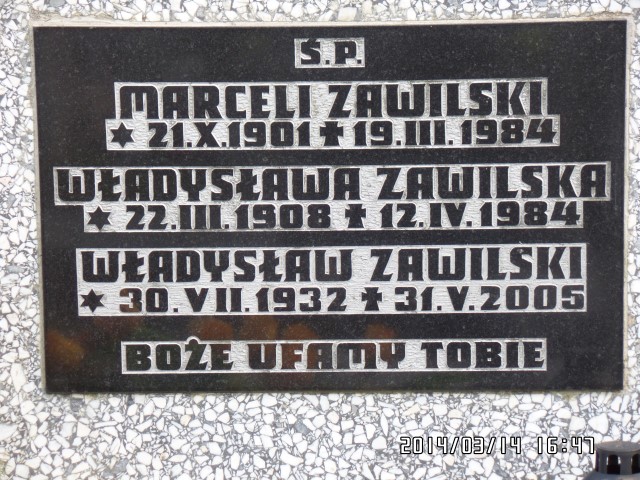 Ś.P.
MARCELI ZAWILSKI
✶ 21.X.1901 ✝ 19.III.1984
WŁADYSŁAWA ZAWILSKA
✶ 22.III.1908 ✝ 12.IV.1984
WŁADYSŁAW ZAWILSKI
✶ 30.VII.1932 ✝ 31.V.2005
BOŻE UFAMY TOBIE
2014/03/14 16:47